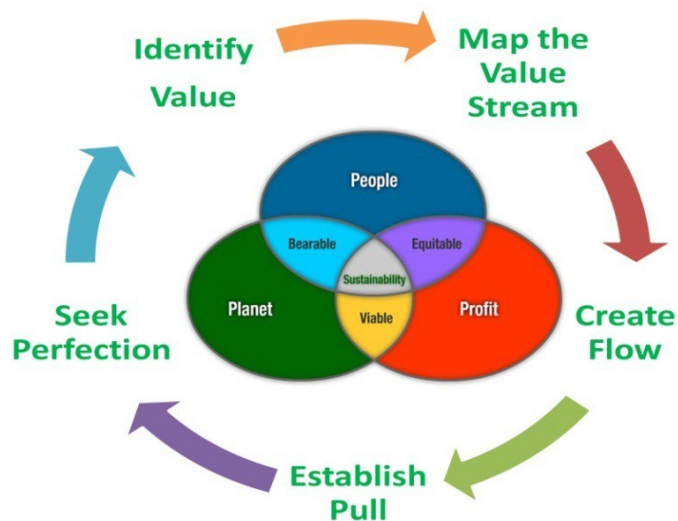 Identify
Value
Map the
Value
Stream
People
Bearable
Equitable
Sustainability
Planet
Viable
Profit
Seek
Perfection
Create
Flow
Establish
Pull